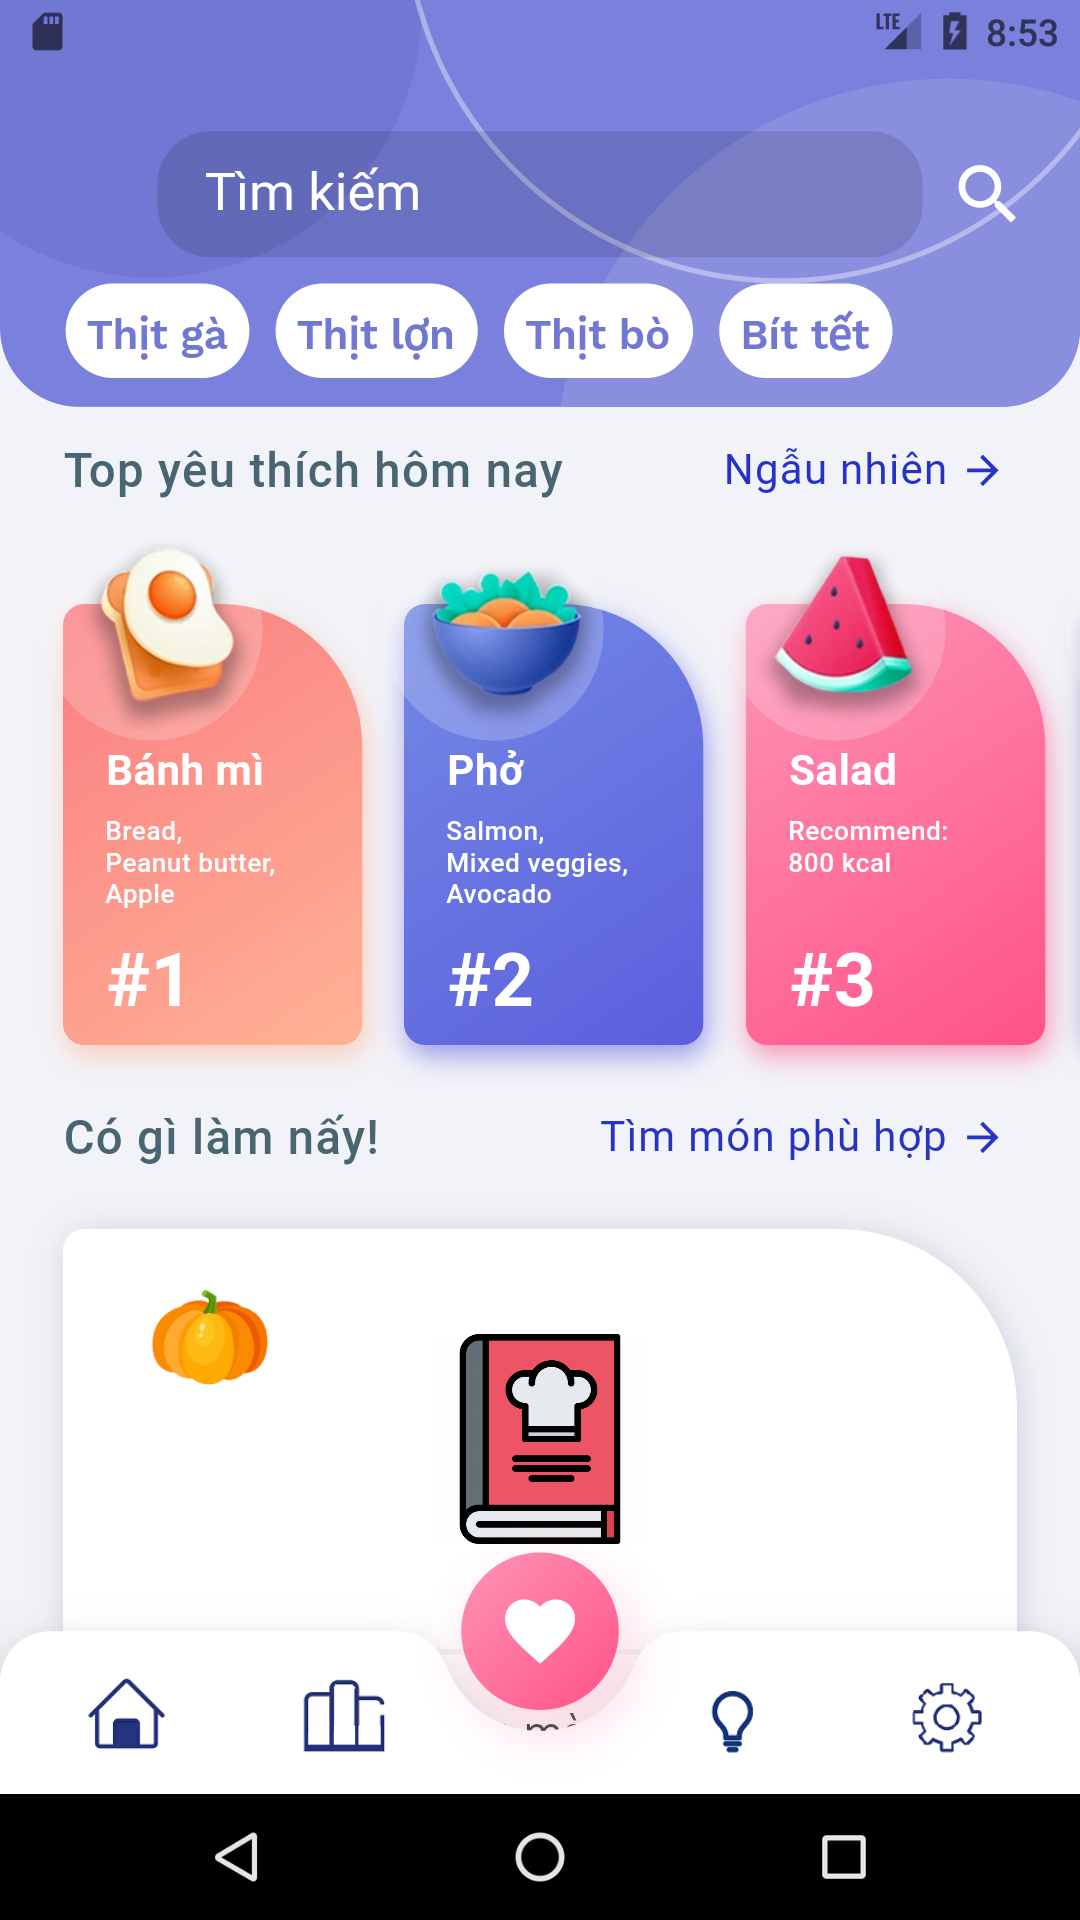 LTE 8:53
Tìm kiếm
Thịt gà Thịt lợn Thịt bò Bít tết
Top yêu thích hôm nay Ngẫu nhiên
Bánh mì
Bread,
Peanut butter,
Apple
#1
Phở
Salmon,
Mixed veggies,
Avocado
#2
Salad
Recommend:
800 kcal
#3
Có gì làm nấy! Tìm món phù hợp